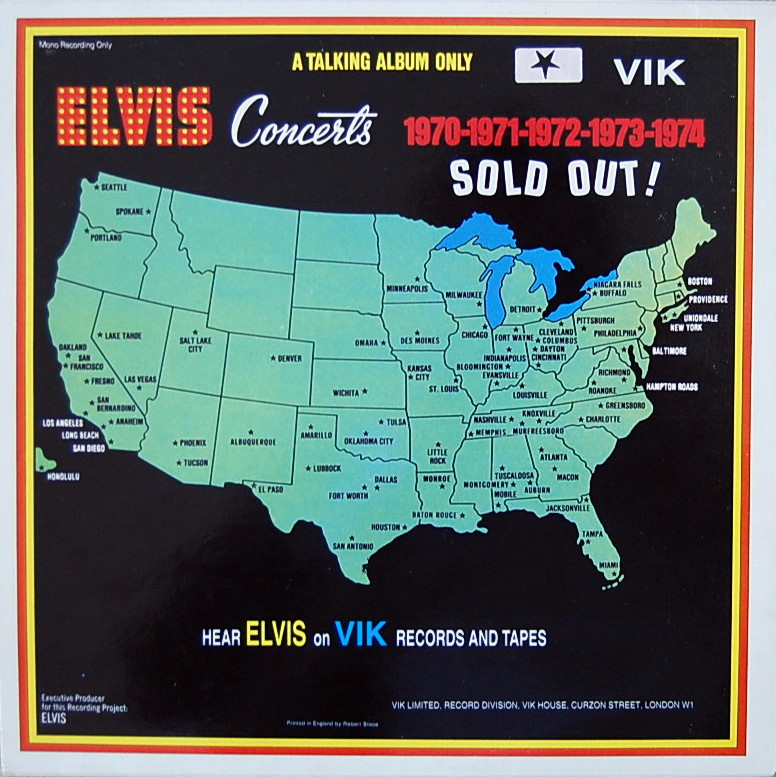 Mono Recording Only
A TALKING ALBUM ONLY
VIK
ELVIS Concerts 1970-1971-1972-1973-1974
SOLD OUT!
SEATTLE
SPOKANE
PORTLAND
BOSTON
NIAGARA FALLS
BUFFALO
PROVIDENCE
MINNEAPOLIS
MILWAUKEE
DETROIT
UNIONDALE
NEW YORK
PITTSBURGH
PHILADELPHIA
LAKE TAHOE
SALT LAKE
CITY
OMAHA
DES MOINES
CHICAGO
FORT WAYNE
CLEVELAND
COLUMBUS
OAKLAND
SAN
FRANCISCO
DENVER
INDIANAPOLIS
DAYTON
CINCINNATI
BALTIMORE
FRESNO
LAS VEGAS
KANSAS
CITY
BLOOMINGTON
EVANSVILLE
RICHMOND
ST. LOUIS
WICHITA
LOUISVILLE
ROANOKE
HAMPTON ROADS
SAN
BERNARDINO
GREENSBORO
LOS ANGELES
ANAHEIM
TULSA
NASHVILLE
KNOXVILLE
CHARLOTTE
LONG BEACH
AMARILLO
OKLAHOMA CITY
MEMPHIS
MURFREESBORO
SAN DIEGO
PHOENIX
ALBUQUERQUE
LITTLE
ROCK
ATLANTA
TUCSON
LUBBOCK
HONOLULU
TUSCALOOSA
MACON
EL PASO
DALLAS
MONROE
MONTGOMERY
AUBURN
FORT WORTH
MOBILE
JACKSONVILLE
BATON ROUGE
HOUSTON
TAMPA
SAN ANTONIO
MIAMI
HEAR ELVIS on VIK RECORDS AND TAPES
Executive Producer
for this Recording Project:
ELVIS
VIK LIMITED, RECORD DIVISION, VIK HOUSE, CURZON STREET, LONDON W1
Printed in England by Robert Stace